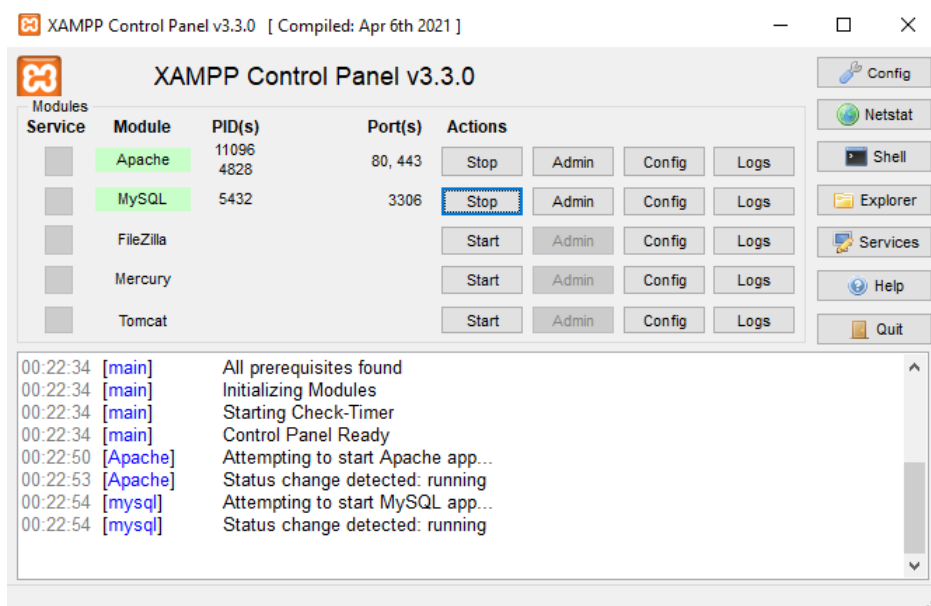 XAMPP Control Panel v3.3.0 [ Compiled: Apr 6th 2021 ]
XAMPP Control Panel v3.3.0
Config
Modules
Netstat
Service Module PID(s) Port(s) Actions
Apache 11096 4828 80, 443 Stop Admin Config Logs
Shell
MySQL 5432 3306 Stop Admin Config Logs
Explorer
FileZilla Start Admin Config Logs
Services
Mercury Start Admin Config Logs
Help
Tomcat Start Admin Config Logs
Quit
00:22:34 [main] All prerequisites found
00:22:34 [main] Initializing Modules
00:22:34 [main] Starting Check-Timer
00:22:34 [main] Control Panel Ready
00:22:50 [Apache] Attempting to start Apache app...
00:22:53 [Apache] Status change detected: running
00:22:54 [mysql] Attempting to start MySQL app...
00:22:54 [mysql] Status change detected: running